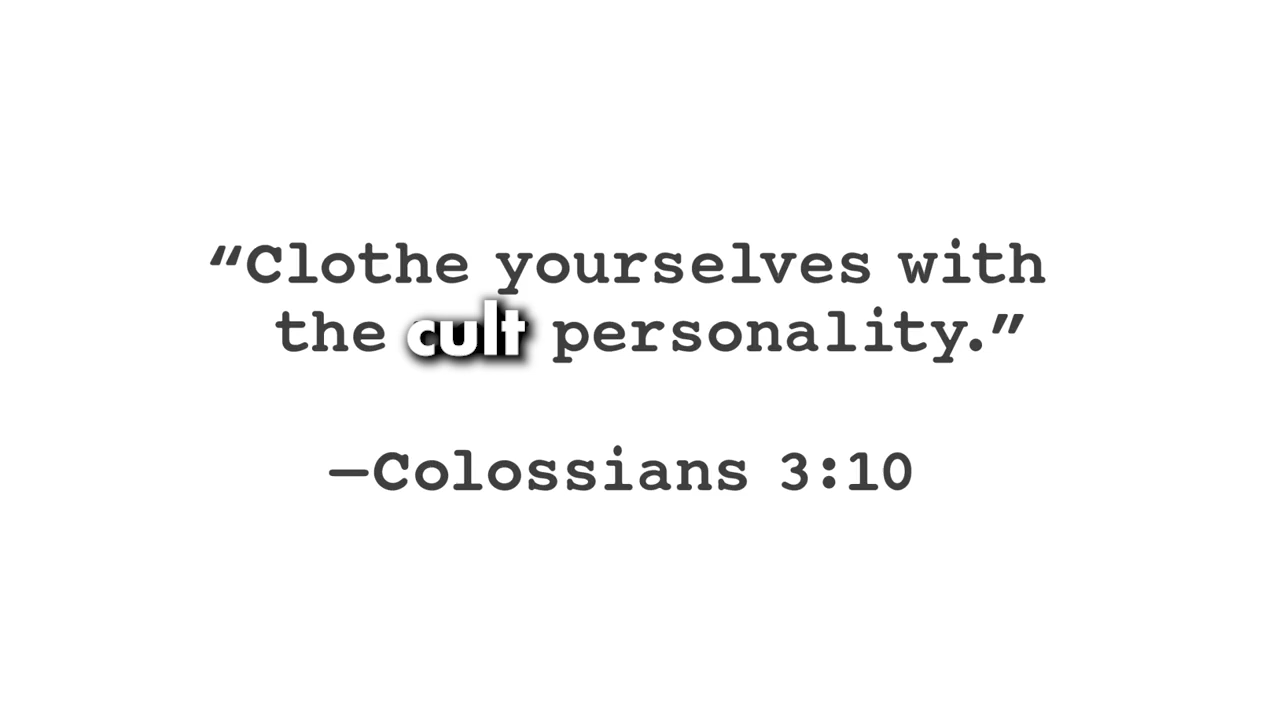 “Clothe yourselves with
the cult personality.”
—Colossians 3:10